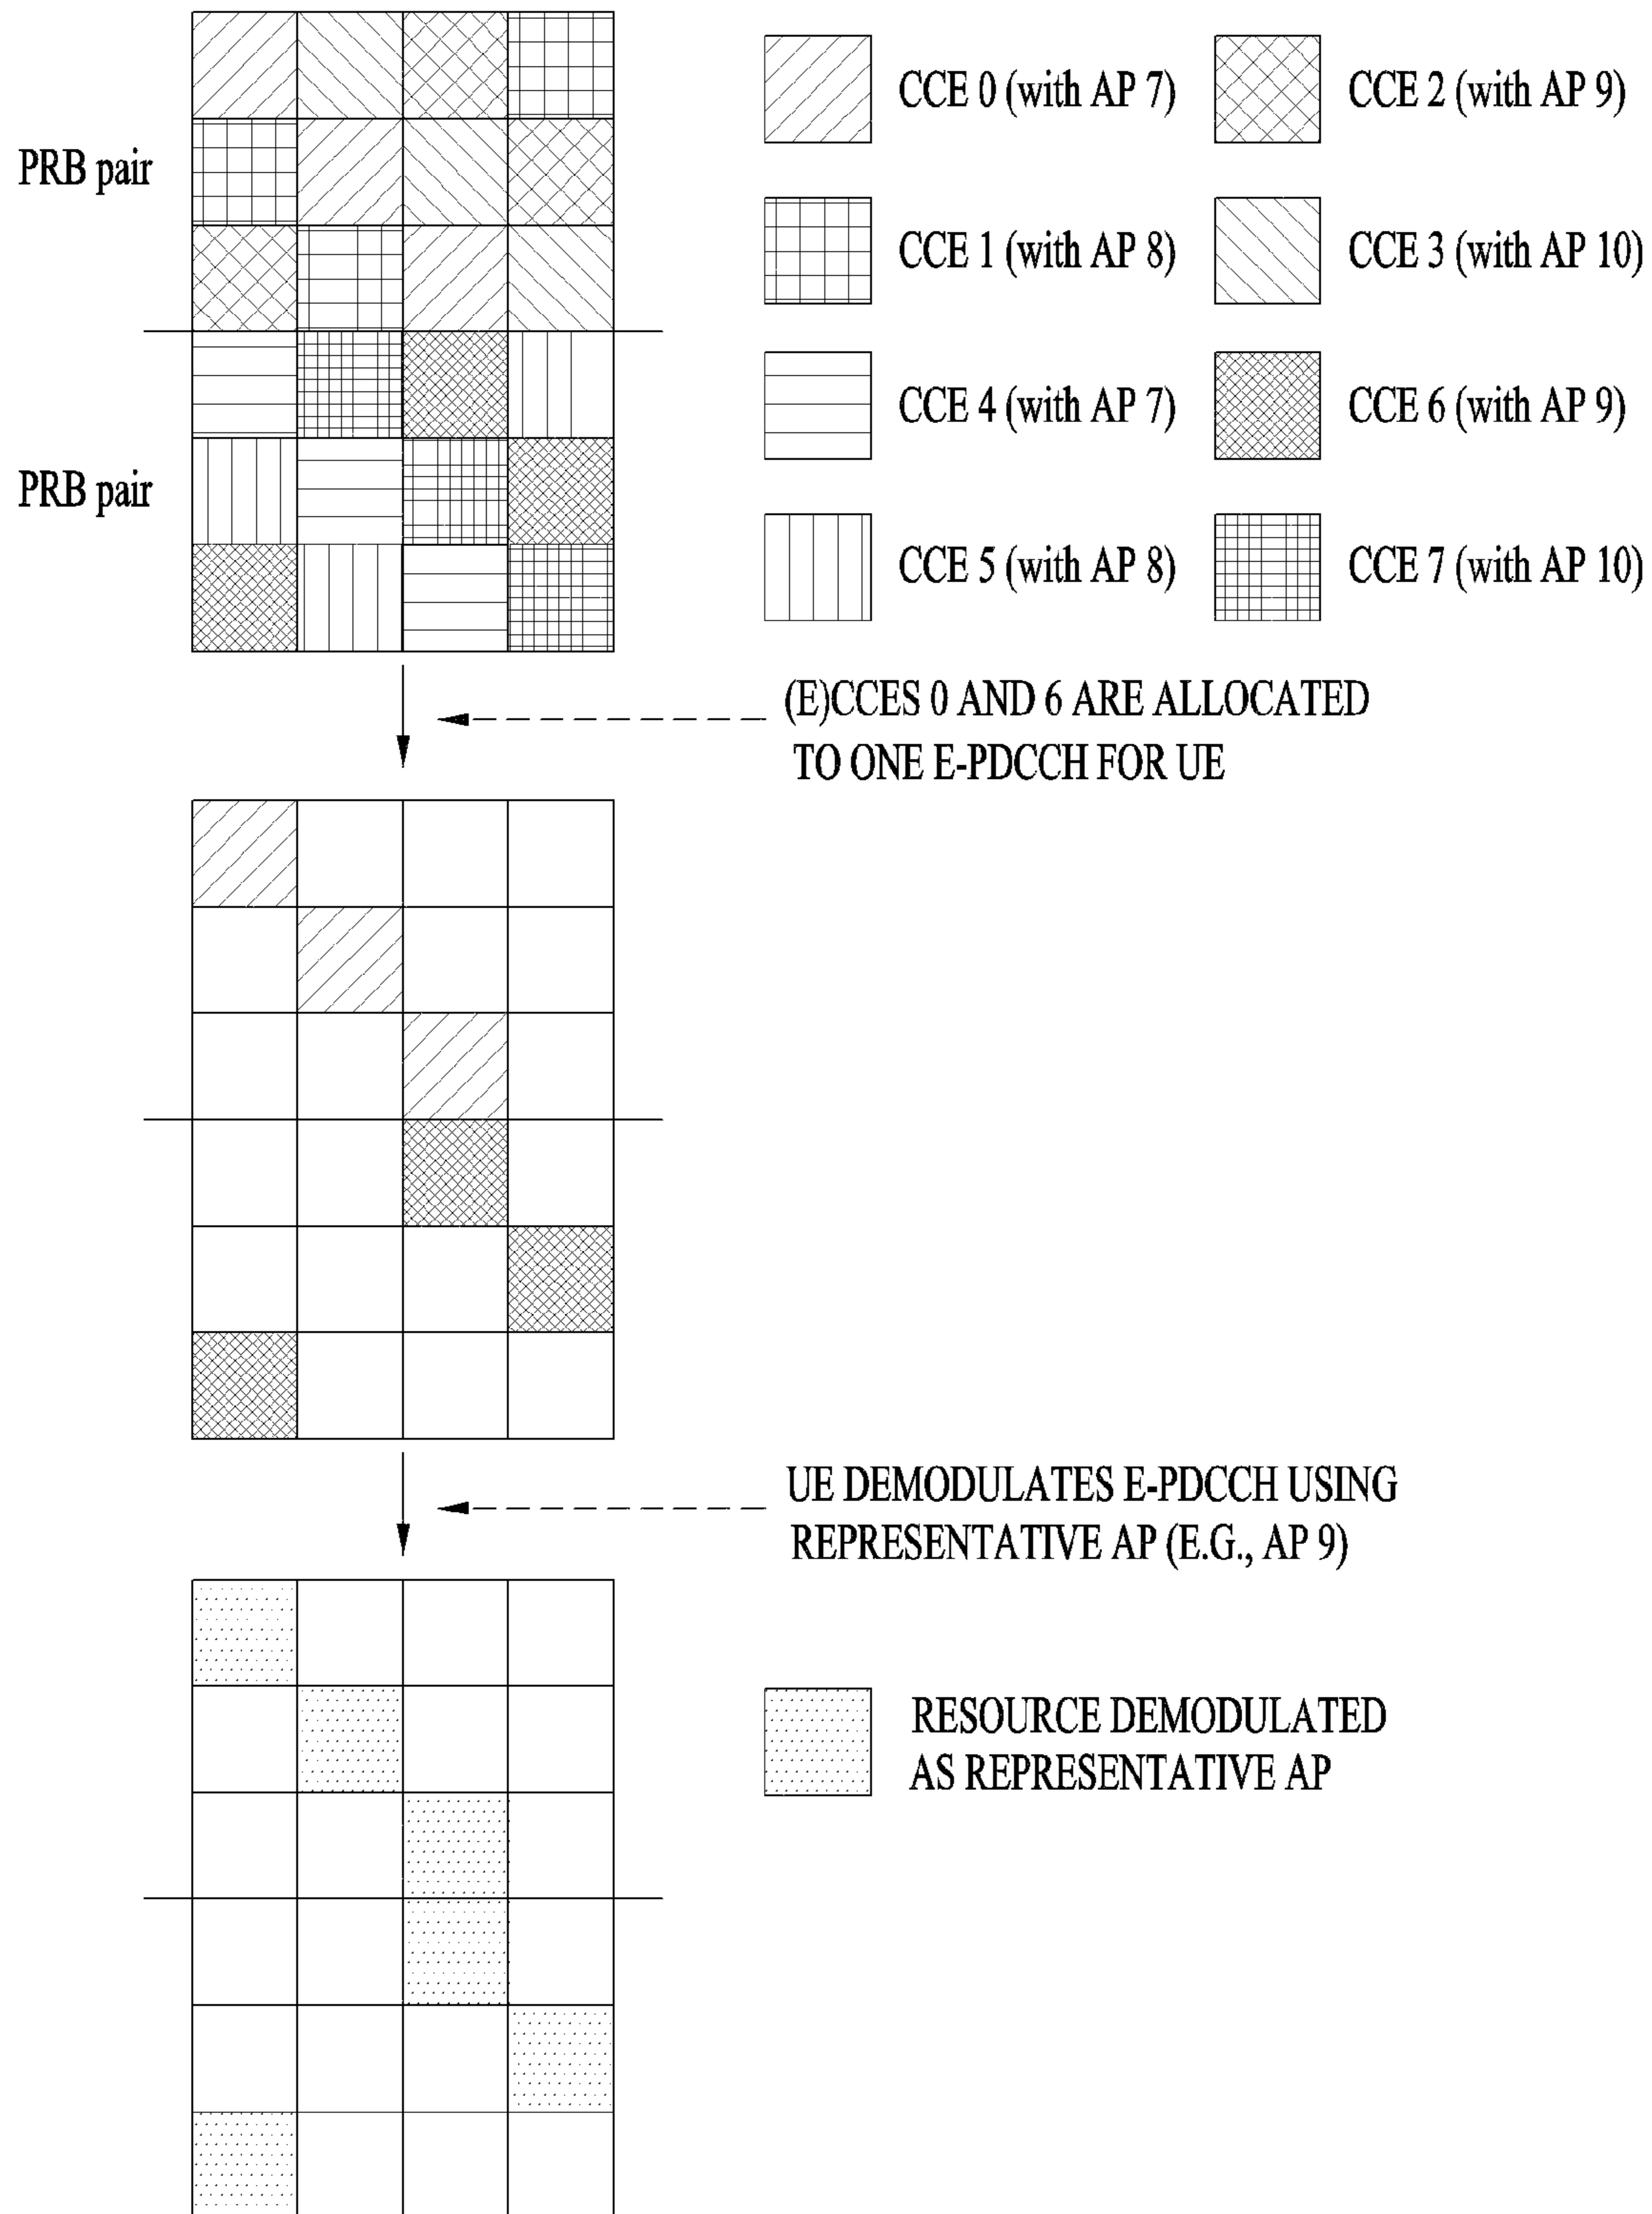 CCE 0 (with AP 7)
CCE 2 (with AP 9)
PRB pair
CCE 1 (with AP 8)
CCE 3 (with AP 10)
CCE 4 (with AP 7)
CCE 6 (with AP 9)
PRB pair
CCE 5 (with AP 8)
CCE 7 (with AP 10)
(E)CCES 0 AND 6 ARE ALLOCATED
TO ONE E-PDCCH FOR UE
UE DEMODULATES E-PDCCH USING
REPRESENTATIVE AP (E.G., AP 9)
RESOURCE DEMODULATED
AS REPRESENTATIVE AP